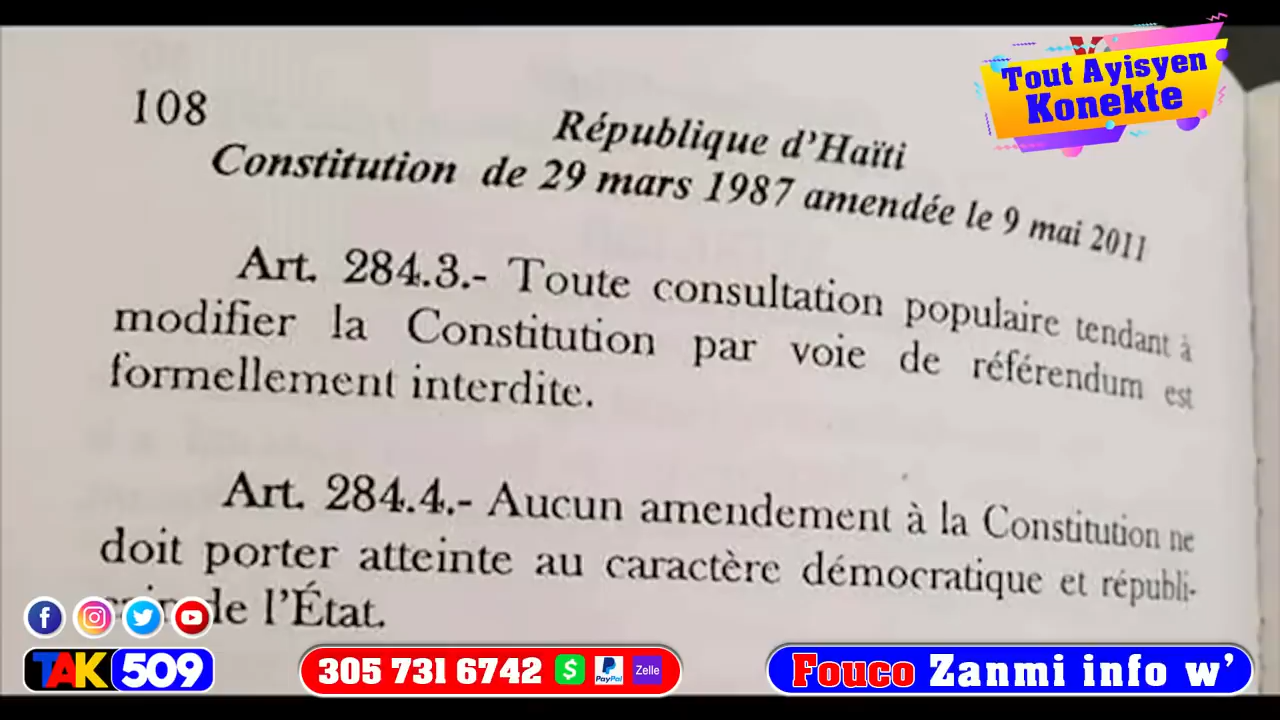 Tout Ayisyen
Konekte
108
République d'Haïti
Constitution de 29 mars 1987 amendée le 9 mai 2011
Art. 284.3.- Toute consultation populaire tendant à
modifier la Constitution par voie de référendum est
formellement interdite.
Art. 284.4.- Aucun amendement à la Constitution ne
doit porter atteinte au caractère démocratique et républi-
de l'État.
TAK 509
305 731 6742 $ PayPal Zelle
Fouco Zanmi info w'